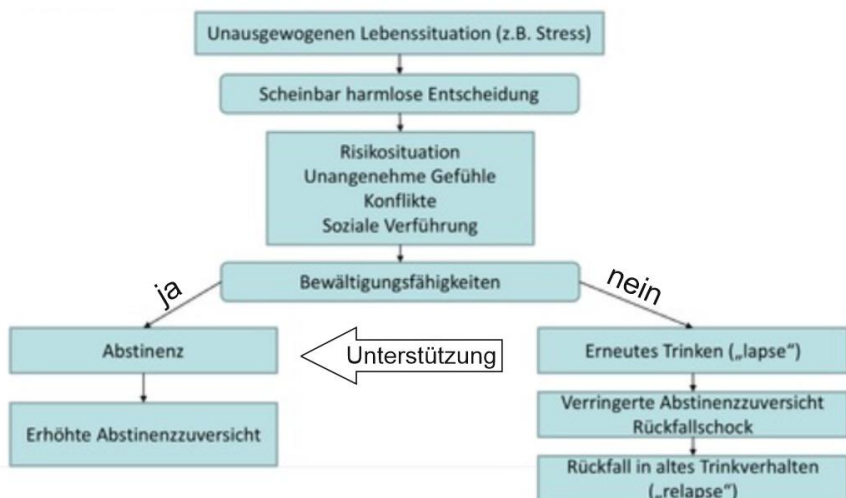 Unausgewogenen Lebenssituation (z.B. Stress)
Scheinbar harmlose Entscheidung
Risikosituation
Unangenehme Gefühle
Konflikte
Soziale Verführung
Bewältigungsfähigkeiten
ja
nein
Abstinenz
Unterstützung
Erneutes Trinken („lapse“)
Erhöhte Abstinenzzuversicht
Verringerte Abstinenzzuversicht
Rückfallschock
Rückfall in altes Trinkverhalten
(„relapse“)